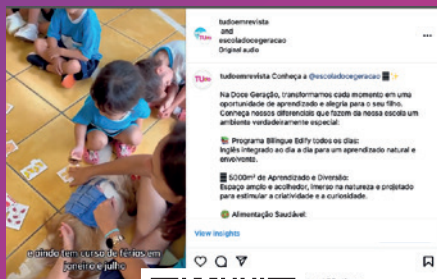 tudoemrevista
and
escoladocegeracao
Original audio
tudoemrevista Conheça a @escoladocegeracao
Na Doce Geração, transformamos cada momento em uma
oportunidade de aprendizado e alegria para seu filho.
Conheça nossos diferenciais que fazem da nossa escola um
ambiente verdadeiramente especial:
Programa Bilíngue Edify todos os dias:
Inglês integrado ao dia a dia para um aprendizado natural e
envolvente.
5000m² de Aprendizado e Diversão:
Espaço amplo e acolhedor, imerso na natureza e projetado
para estimular a criatividade e a curiosidade.
Alimentação Saudável:
View Insights
e ainda tem curso de férias em
janeiro e julho